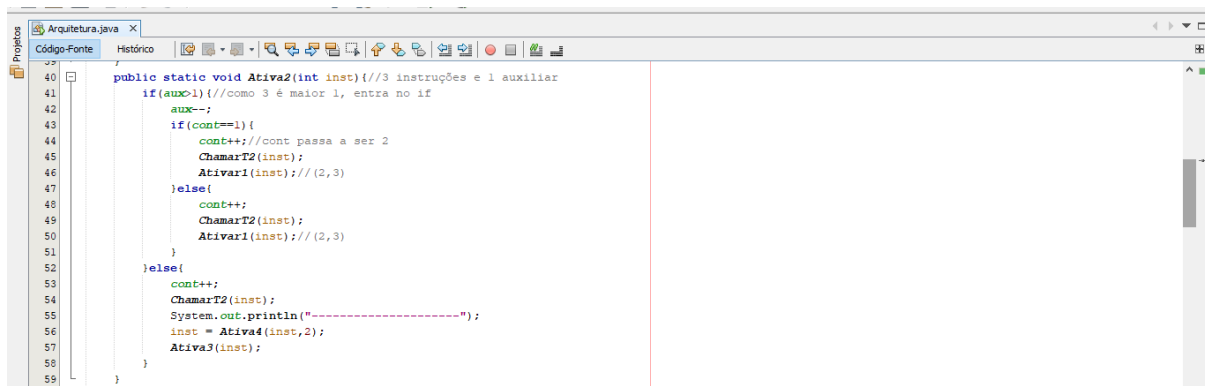 Projetos
Arquitetura.java
Código-Fonte Histórico
39 }
40 public static void Ativa2(int inst){//3 instruções e 1 auxiliar
41 if(aux>1){//como 3 é maior 1, entra no if
42 aux--;
43 if(cont==1){
44 cont++;//cont passa a ser 2
45 ChamarT2(inst);
46 Ativar1(inst);//(2,3)
47 }else{
48 cont++;
49 ChamarT2(inst);
50 Ativar1(inst);//(2,3)
51 }
52 }else{
53 cont++;
54 ChamarT2(inst);
55 System.out.println("---------------------");
56 inst = Ativa4(inst,2);
57 Ativa3(inst);
58 }
59 }